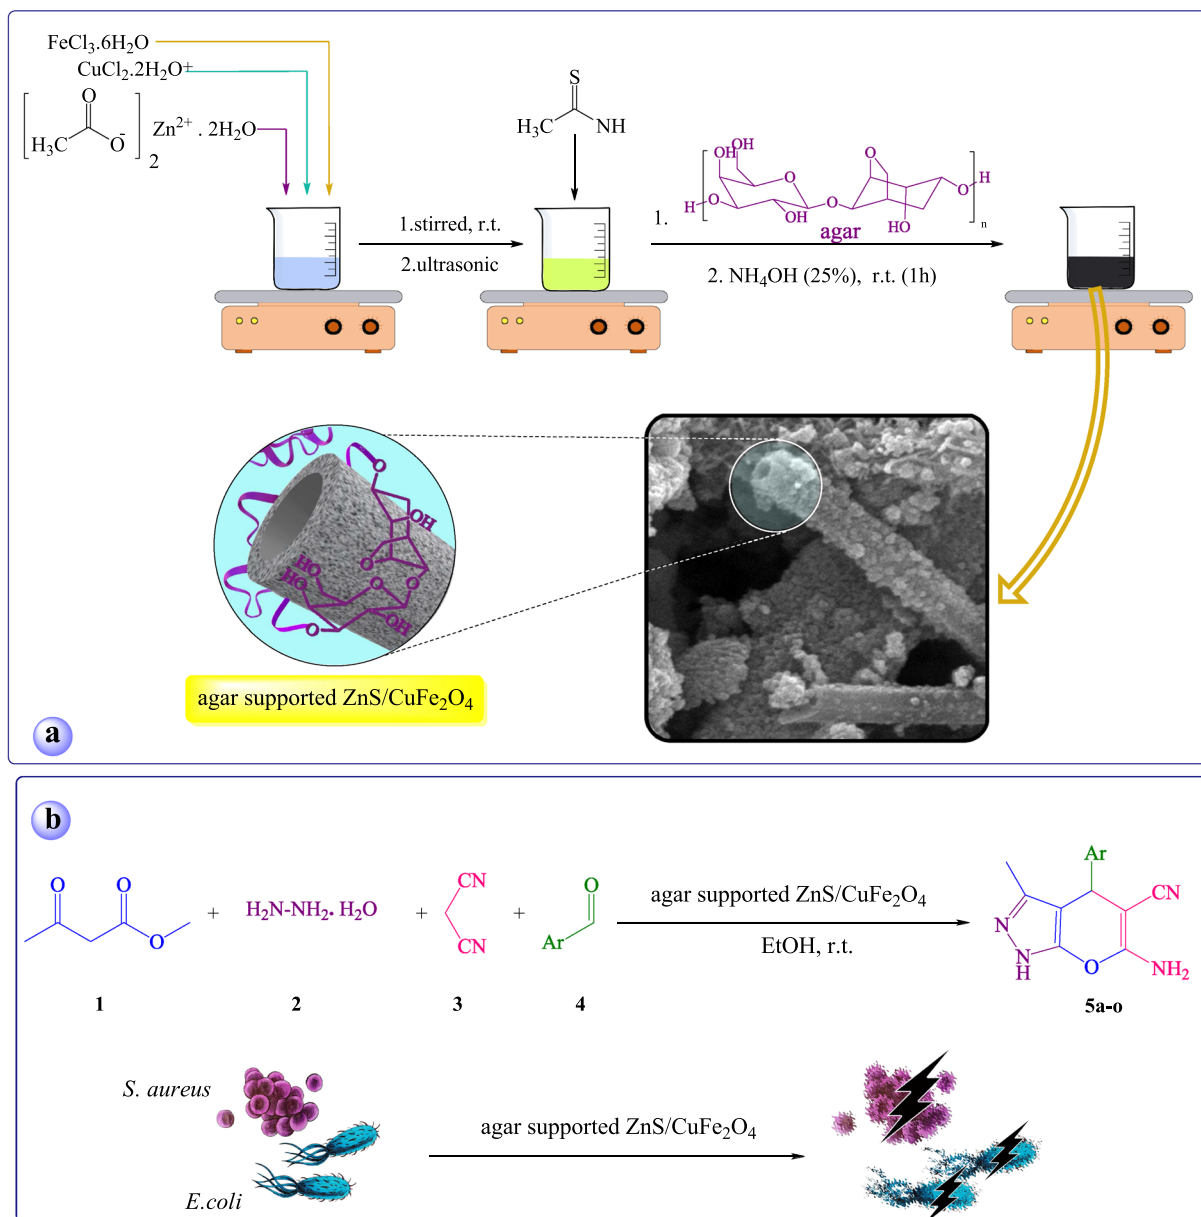 FeCl₃.6H₂O
CuCl₂.2H₂O⁺
O
H₃C O⁻
Zn²⁺ . 2H₂O
2
S
H₃C NH
1.stirred, r.t.
2.ultrasonic
1.
OH OH
O
O
H O
OH
O
HO
O H
n
agar
2. NH₄OH (25%), r.t. (1h)
O
OH
O
O
HO
HO
O
O
OH
O
agar supported ZnS/CuFe₂O₄
a
b
O O
O
H₂N-NH₂. H₂O
CN
CN
O
Ar
+ + +
agar supported ZnS/CuFe₂O₄
EtOH, r.t.
Ar
CN
N
N
H
O
NH₂
1 2 3 4 5a-o
S. aureus
E.coli
agar supported ZnS/CuFe₂O₄